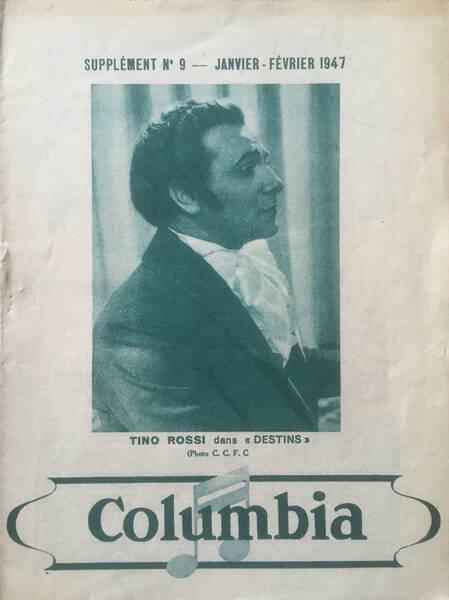 SUPPLÉMENT N° 9 — JANVIER-FÉVRIER 1947
TINO ROSSI dans « DESTINS »
(Photo C. C. F. C
Columbia